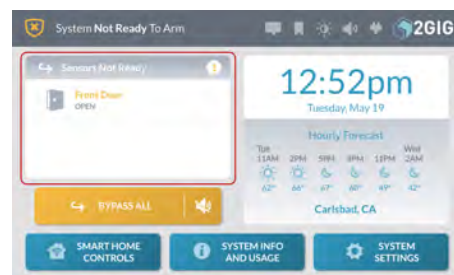 System Not Ready To Arm
2GIG
Sensors Not Ready
1
Front Door
OPEN
BYPASS ALL
12:52pm
Tuesday, May 19
Hourly Forecast
Tue Wed
11AM 2PM 5PM 8PM 11PM 2AM
62° 66° 67° 60° 49° 42°
Carlsbad, CA
SMART HOME
CONTROLS
SYSTEM INFO
AND USAGE
SYSTEM
SETTINGS